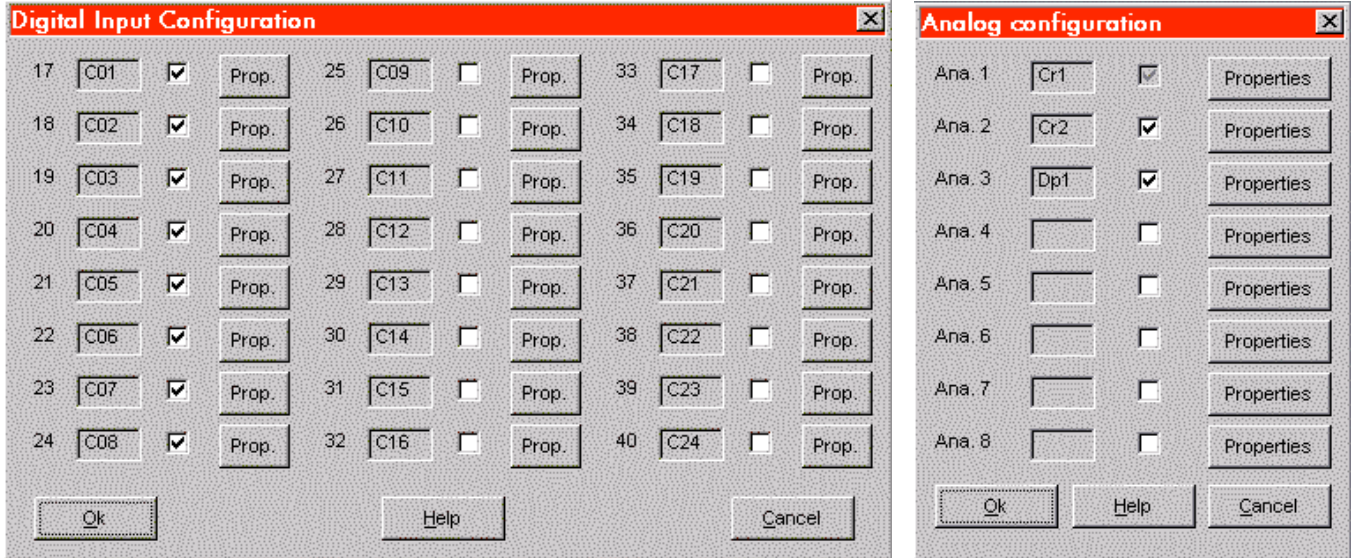 Digital Input Configuration
17 C01 Prop. 25 C09 Prop. 33 C17 Prop.
18 C02 Prop. 26 C10 Prop. 34 C18 Prop.
19 C03 Prop. 27 C11 Prop. 35 C19 Prop.
20 C04 Prop. 28 C12 Prop. 36 C20 Prop.
21 C05 Prop. 29 C13 Prop. 37 C21 Prop.
22 C06 Prop. 30 C14 Prop. 38 C22 Prop.
23 C07 Prop. 31 C15 Prop. 39 C23 Prop.
24 C08 Prop. 32 C16 Prop. 40 C24 Prop.
Ok Help Cancel
Analog configuration
Ana. 1 Cr1 Properties
Ana. 2 Cr2 Properties
Ana. 3 Dp1 Properties
Ana. 4 Properties
Ana. 5 Properties
Ana. 6 Properties
Ana. 7 Properties
Ana. 8 Properties
Ok Help Cancel